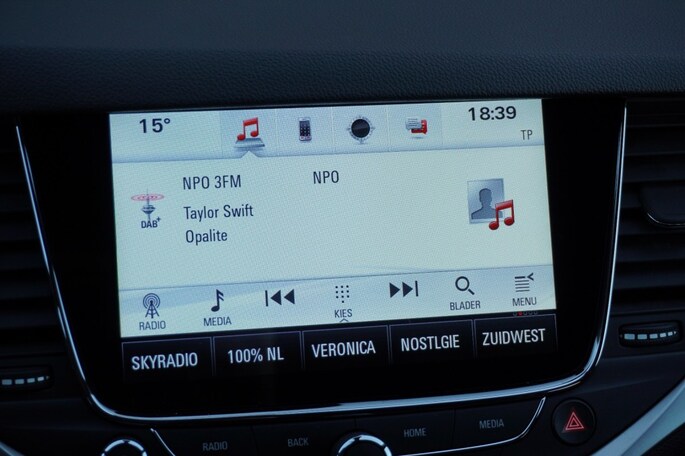 15°
18:39
TP
NPO 3FM NPO
DAB+
Taylor Swift
Opalite
RADIO
MEDIA
KIES
BLADER
MENU
SKYRADIO
100% NL
VERONICA
NOSTLGIE
ZUIDWEST
RADIO
BACK
HOME
MEDIA